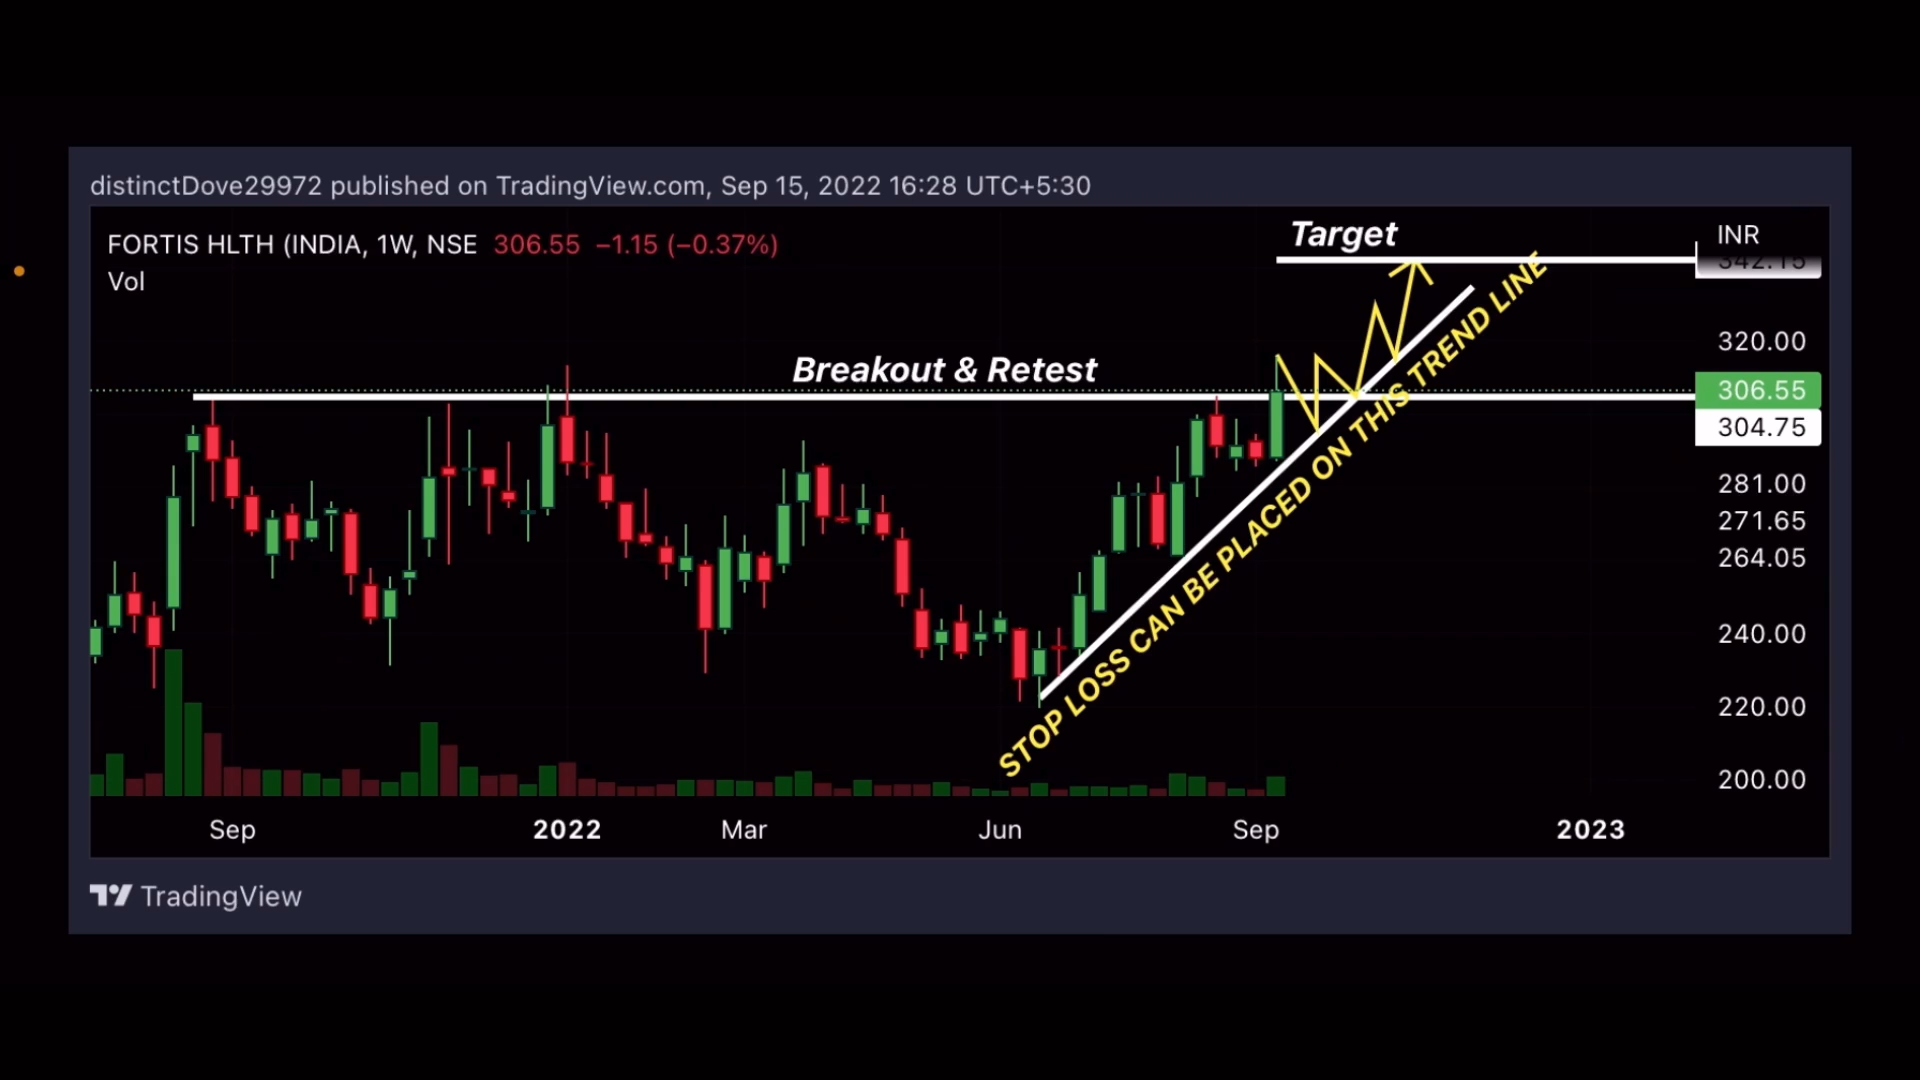 distinctDove29972 published on TradingView.com, Sep 15, 2022 16:28 UTC+5:30
FORTIS HLTH (INDIA, 1W, NSE 306.55 −1.15 (−0.37%)
Vol
Target
INR
342.15
Breakout & Retest
320.00
306.55
304.75
281.00
271.65
264.05
240.00
220.00
200.00
STOP LOSS CAN BE PLACED ON THIS TREND LINE
Sep 2022 Mar Jun Sep 2023
TradingView